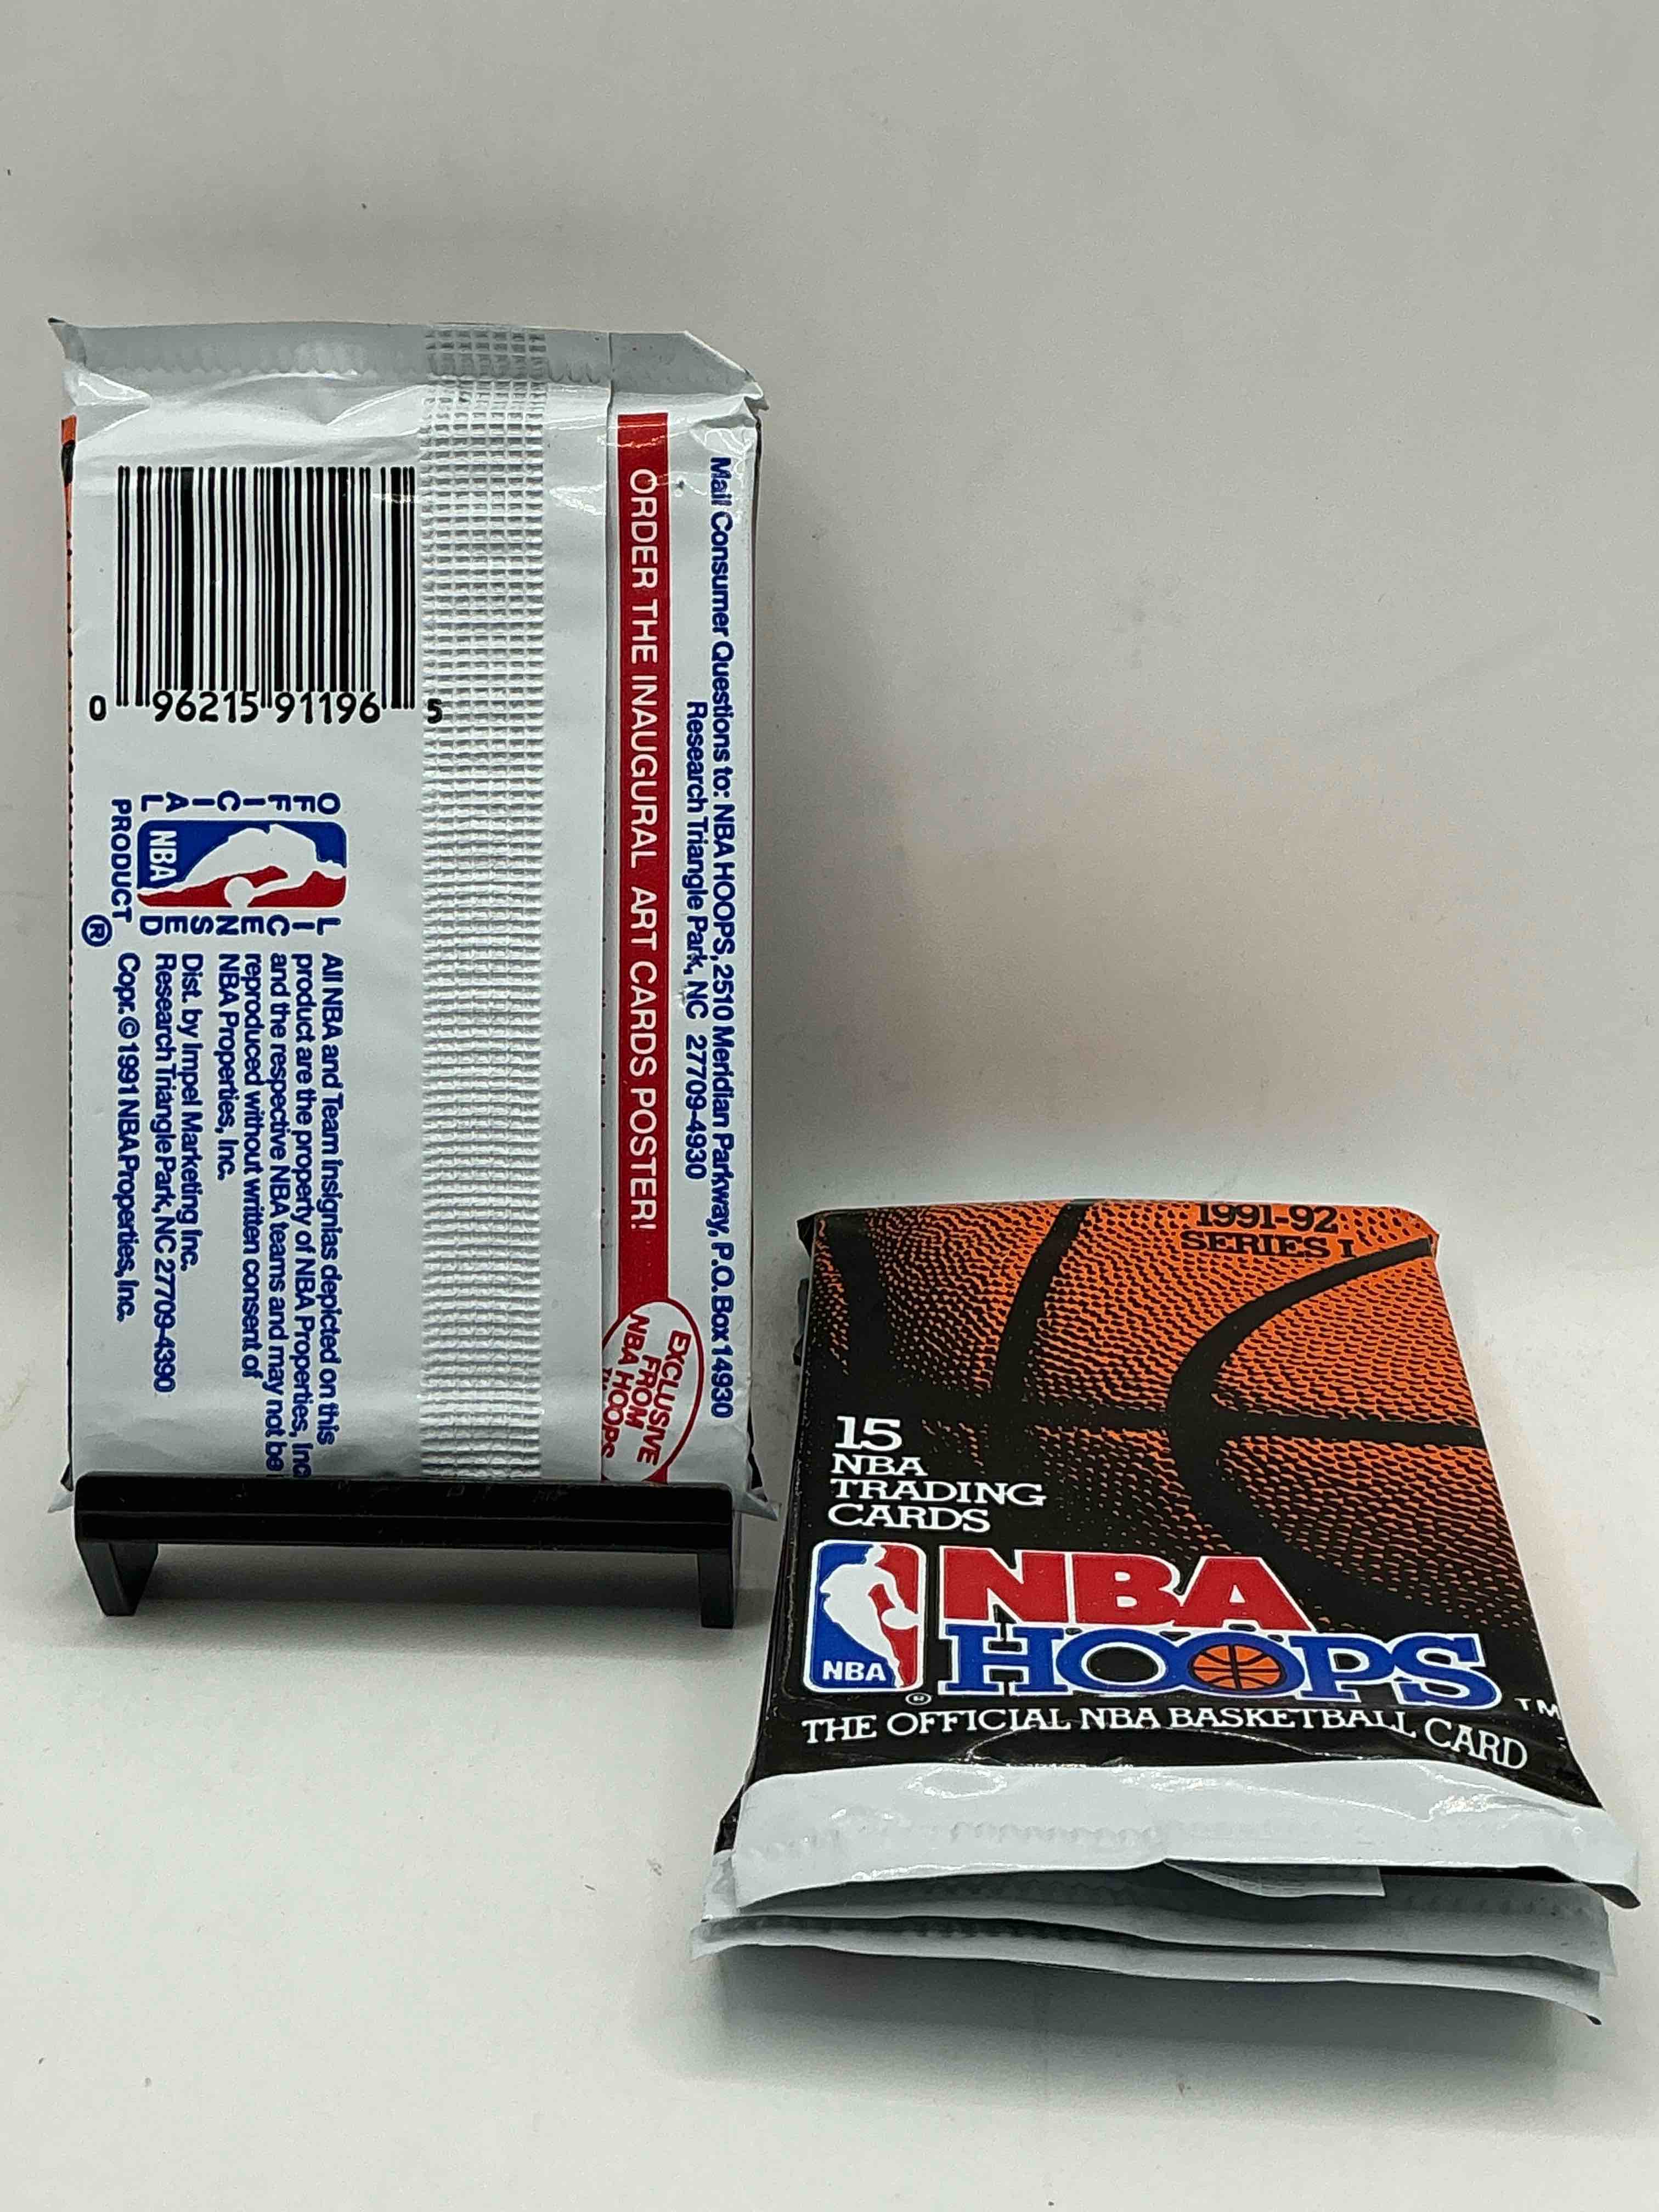 Mail Consumer Questions to: NBA HOOPS, 2510 Meridian Parkway, P.O. Box 14930
Research Triangle Park, NC 27709-4930
ORDER THE INAUGURAL ART CARDS POSTER!
EXCLUSIVE
FROM
NBA HOOPS
0 96215 91196 5
OFFICIAL
LICENSED
PRODUCT
NBA
®
All NBA and Team insignias depicted on this
product are the property of NBA Properties, Inc
and the respective NBA teams and may not be
reproduced without written consent of
NBA Properties, Inc.
Dist. by Impel Marketing Inc.
Research Triangle Park, NC 27709-4390
Copr. © 1991 NBA Properties, Inc.
1991-92
SERIES I
15
NBA
TRADING
CARDS
NBA
®
NBA
HOOPS
TM
THE OFFICIAL NBA BASKETBALL CARD